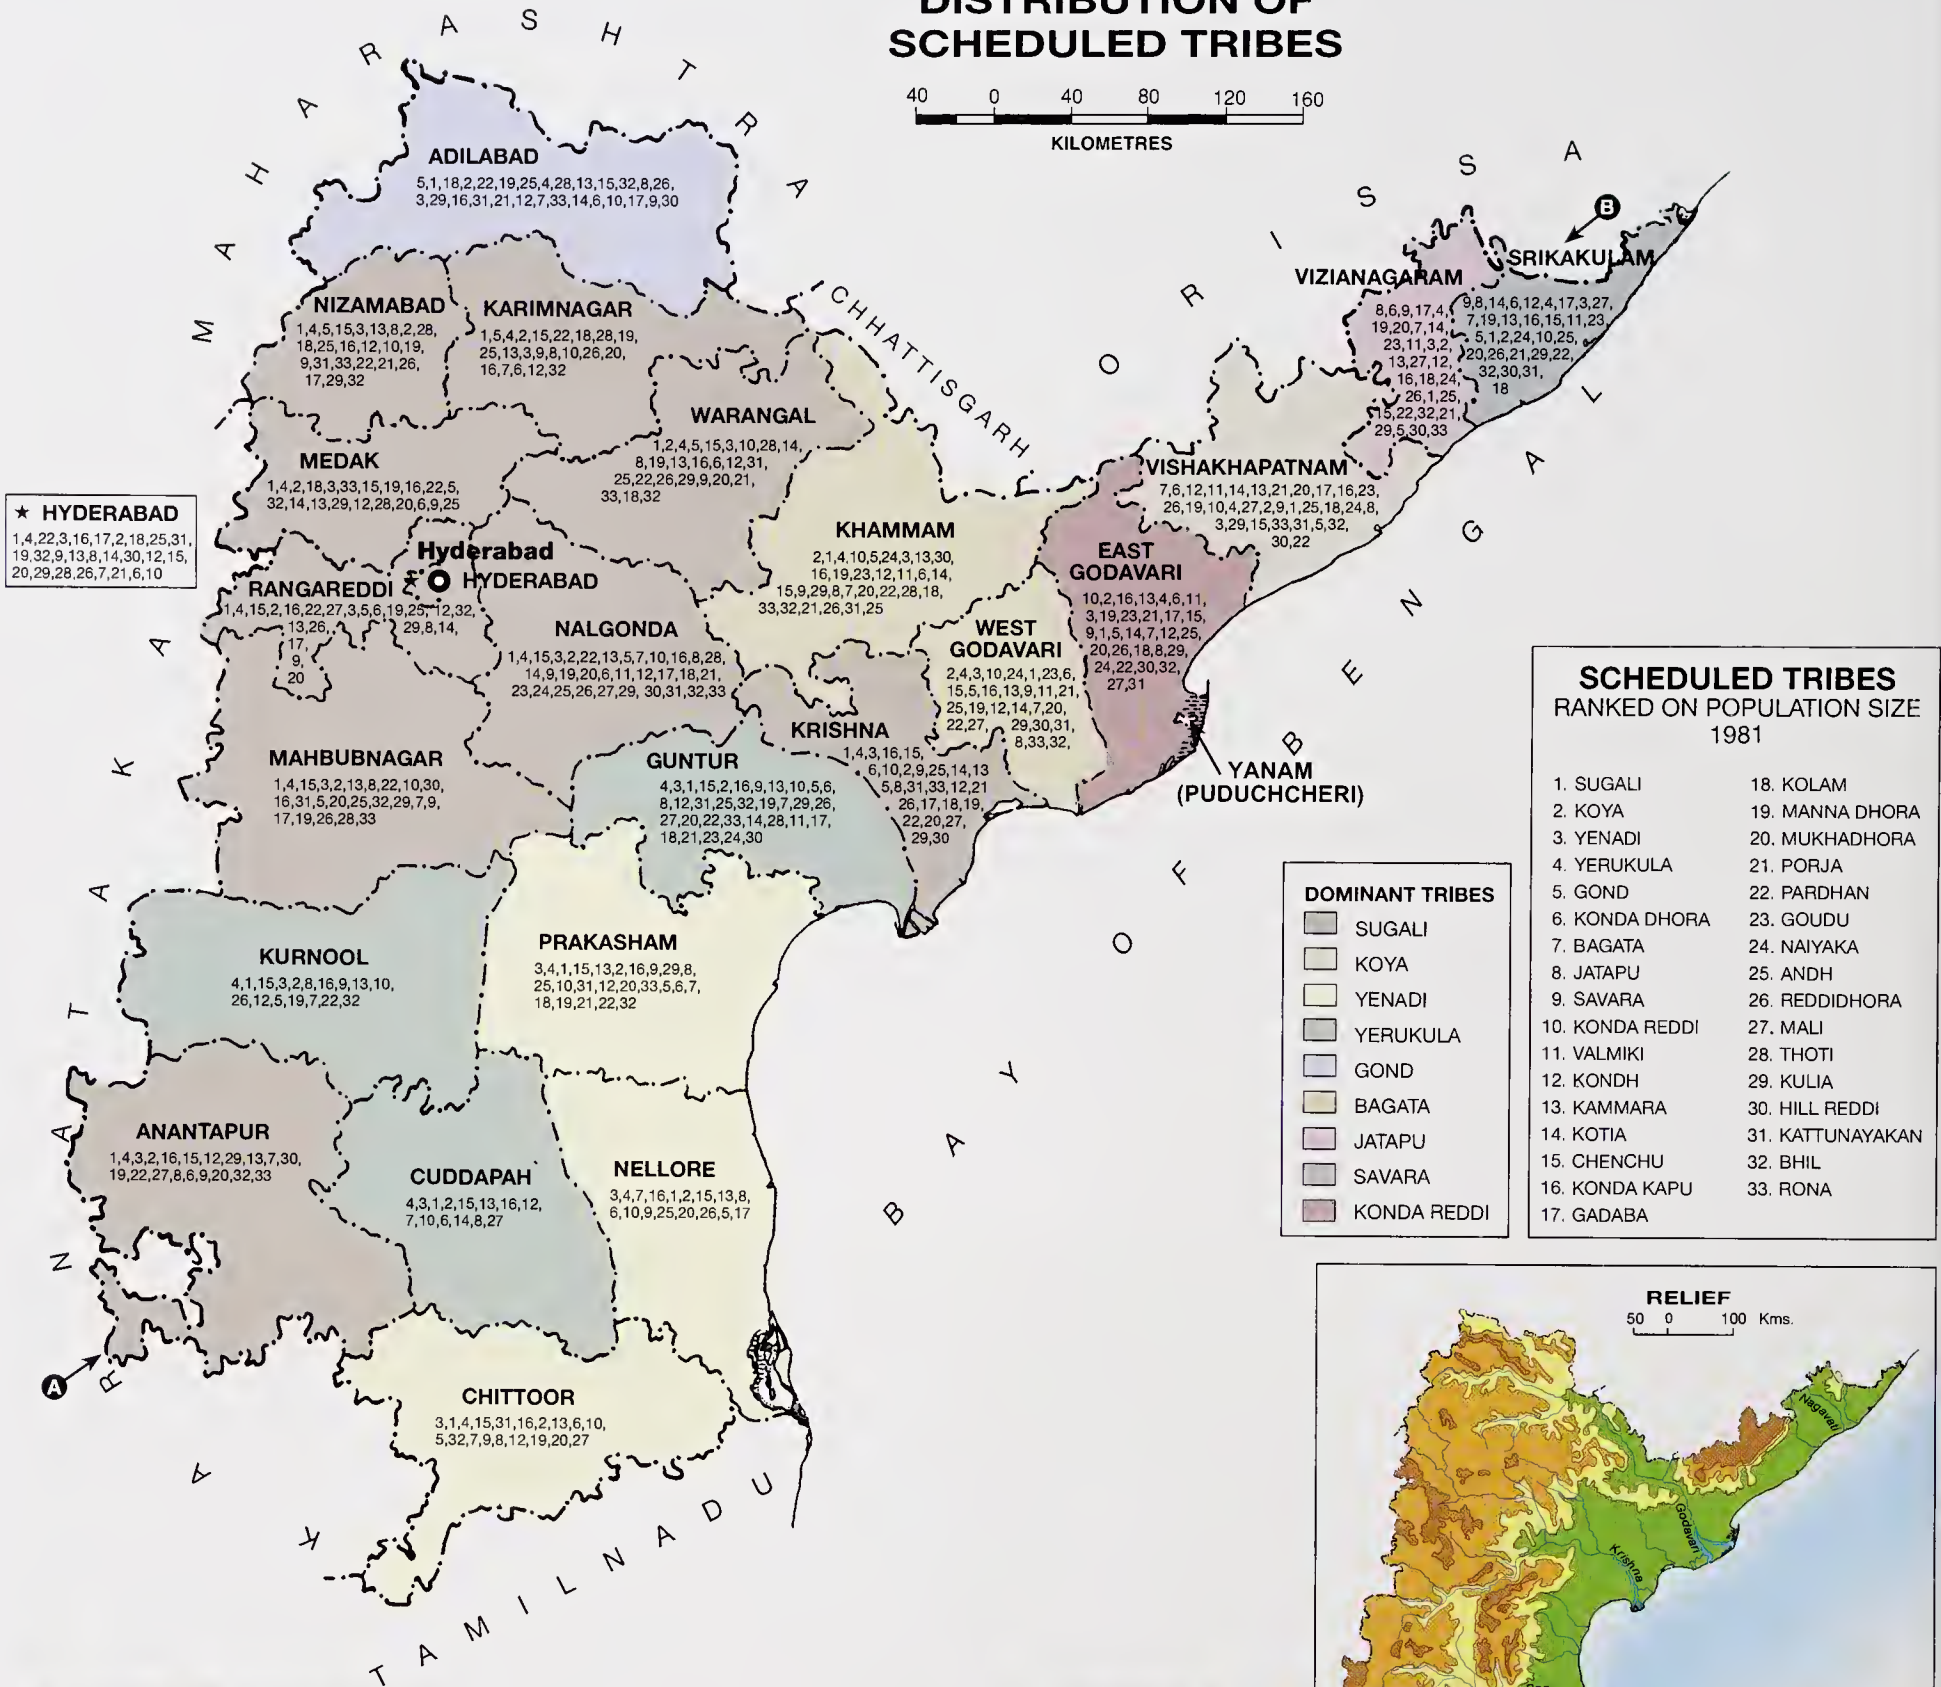 DISTRIBUTION OF
SCHEDULED TRIBES
40 0 40 80 120 160
KILOMETRES
MAHARASHTRA
CHHATTISGARH
ORISSA
BAY OF BENGAL
KARNATAKA
TAMIL NADU
A
B
ADILABAD
5,1,18,2,22,19,25,4,28,13,15,32,8,26,
3,29,16,31,21,12,7,33,14,6,10,17,9,30
NIZAMABAD
1,4,5,15,3,13,8,2,28,
18,25,16,12,10,19,
9,31,33,22,21,26,
17,29,32
KARIMNAGAR
1,5,4,2,15,22,18,28,19,
25,13,3,9,8,10,26,20,
16,7,6,12,32
WARANGAL
1,2,4,5,15,3,10,28,14,
8,19,13,16,6,12,31,
25,22,26,29,9,20,21,
33,18,32
MEDAK
1,4,2,18,3,33,15,19,16,22,5,
32,14,13,29,12,28,20,6,9,25
★ HYDERABAD
1,4,22,3,16,17,2,18,25,31,
19,32,9,13,8,14,30,12,15,
20,29,28,26,7,21,6,10
Hyderabad
HYDERABAD
RANGAREDDI
1,4,15,2,16,22,27,3,5,6,19,25,12,32,
13,26, 29,8,14,
17,
9,
20
NALGONDA
1,4,15,3,2,22,13,5,7,10,16,8,28,
14,9,19,20,6,11,12,17,18,21,
23,24,25,26,27,29, 30,31,32,33
KHAMMAM
2,1,4.10,5,24,3,13,30,
16,19,23,12,11,6,14,
15,9,29,8,7,20,22,28,18,
33,32,21,26,31,25
MAHBUBNAGAR
1,4,15,3,2,13,8,22,10,30,
16,31,5,20,25,32,29,7,9,
17,19,26,28,33
WEST
GODAVARI
2,4,3,10,24,1,23,6,
15,5,16,13,9,11,21,
25,19,12,14,7,20,
22,27 29,30,31,
8,33,32,
EAST
GODAVARI
10,2,16,13,4,6,11,
3,19,23,21,17,15,
9,1,5,14,7,12,25,
20,26,18,8,29,
24,22,30,32,
27,31
VISHAKHAPATNAM
7,6,12,11,14,13,21,20,17,16,23,
26,19,10,4,27,2,9,1,25,18,24,8,
3,29,15,33,31,5,32,
30,22
VIZIANAGARAM
8,6,9,17,4,
19,20,7,14,
23,11,3,2,
13,27,12,
16,18,24,
26,1,25,
15,22,32,21,
29,5,30,33
SRIKAKULAM
9,8,14,6,12,4,17,3,27,
7,19,13,16,15,11,23,
5,1,2,24,10,25,
20,26,21,29,22,
32,30,31,
18
KRISHNA
1,4,3,16,15,
6,10,2,9,25,14,13
5,8,31,33,12,21
26,17,18,19,
22,20,27,
29,30
GUNTUR
4,3,1,15,2,16,9,13,10,5,6,
8,12,31,25,32,19,7,29,26,
27,20,22,33,14,28,11,17,
18,21,23,24,30
YANAM
(PUDUCHCHERI)
KURNOOL
4,1,15,3,2,8,16,9,13,10,
26,12,5,19,7,22,32
PRAKASHAM
3,4,1,15,13,2,16,9,29,8,
25,10,31,12,20,33,5,6,7,
18,19,21,22,32
ANANTAPUR
1,4,3,2,16,15,12,29,13,7,30,
19,22,27,8,6,9,20,32,33
CUDDAPAH
4,3,1,2,15,13,16,12,
7,10,6,14,8,27
NELLORE
3,4,7,16,1,2,15,13,8,
6,10,9,25,20,26,5,17
CHITTOOR
3,1,4,15,31,16,2,13,6,10,
5,32,7,9,8,12,19,20,27
DOMINANT TRIBES
SUGALI
KOYA
YENADI
YERUKULA
GOND
BAGATA
JATAPU
SAVARA
KONDA REDDI
SCHEDULED TRIBES
RANKED ON POPULATION SIZE
1981
1. SUGALI
2. KOYA
3. YENADI
4. YERUKULA
5. GOND
6. KONDA DHORA
7. BAGATA
8. JATAPU
9. SAVARA
10. KONDA REDDI
11. VALMIKI
12. KONDH
13. KAMMARA
14. KOTIA
15. CHENCHU
16. KONDA KAPU
17. GADABA
18. KOLAM
19. MANNA DHORA
20. MUKHADHORA
21. PORJA
22. PARDHAN
23. GOUDU
24. NAIYAKA
25. ANDH
26. REDDIDHORA
27. MALI
28. THOTI
29. KULIA
30. HILL REDDI
31. KATTUNAYAKAN
32. BHIL
33. RONA
RELIEF
50 0 100 Kms.
Nagavati
Godavari
Krishna